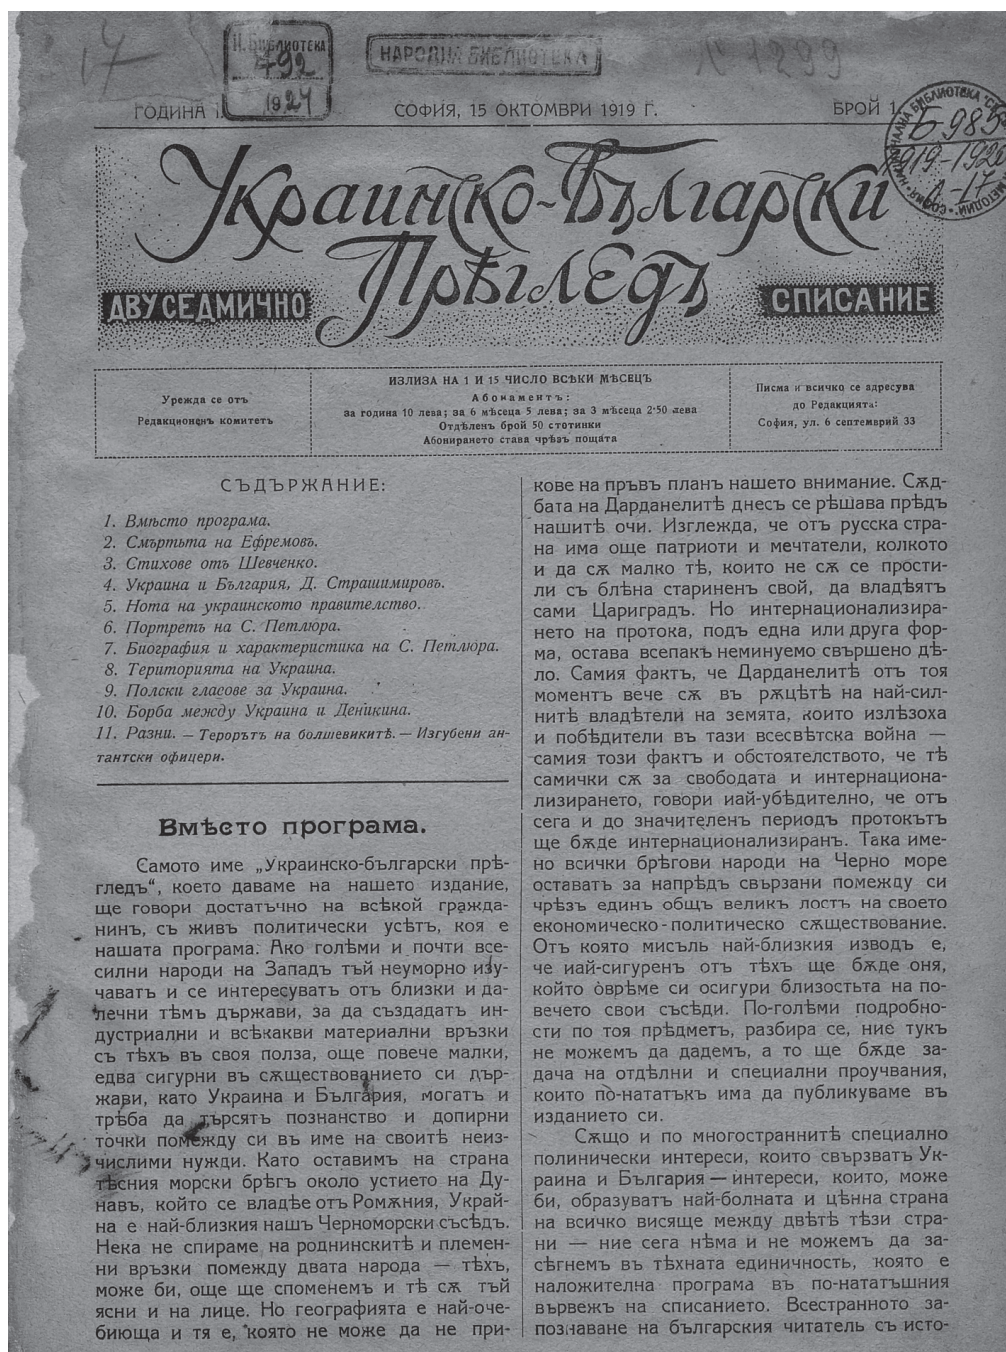 Н. БИБЛИОТЕКА
792
1924
НАРОДНА БИБЛИОТЕКА
№ 1299
ГОДИНА
СОФИЯ, 15 ОКТОМВРИ 1919 Г.
БРОЙ 1
Б 985
1919-1920
Украинско-Български
Прѣгледъ
ДВУСЕДМИЧНО
СПИСАНИЕ
Урежда се отъ
Редакционенъ комитетъ
ИЗЛИЗА НА 1 И 15 ЧИСЛО ВСѢКИ МѢСЕЦЪ
Абонаментъ:
за година 10 лева; за 6 мѣсеца 5 лева; за 3 мѣсеца 2·50 лева
Отдѣленъ брой 50 стотинки
Абонирането става чрѣзъ пощата
Писма и всичко се адресува
до Редакцията:
София, ул. 6 септемврий 33
СЪДЪРЖАНИЕ:
1. Вмѣсто програма.
2. Смъртьта на Ефремовъ.
3. Стихове отъ Шевченко.
4. Украина и България, Д. Страшимировъ.
5. Нота на украинското правителство.
6. Портретъ на С. Петлюра.
7. Биография и характеристика на С. Петлюра.
8. Територията на Украина.
9. Полски гласове за Украина.
10. Борба между Украина и Деникина.
11. Разни. — Терорътъ на болшевикитѣ. — Изгубени ан-
тантски офицери.
Вмѣсто програма.
Самото име „Украинско-български прѣ-
гледъ“, което даваме на нашето издание,
ще говори достатъчно на всѣкой гражда-
нинъ, съ живъ политически усѣтъ, коя е
нашата програма. Ако голѣми и почти все-
силни народи на Западъ тъй неуморно изу-
чаватъ и се интересуватъ отъ близки и да-
лечни тѣмъ държави, за да създадатъ ин-
дустриални и всѣкакви материални връзки
съ тѣхъ въ своя полза, още повече малки,
едва сигурни въ сѫществованието си дър-
жави, като Украина и България, могатъ и
трѣба да търсятъ познанство и допирни
точки помежду си въ име на своитѣ неиз-
числими нужди. Като оставимъ на страна
тѣсния морски брѣгъ около устието на Ду-
навъ, който се владѣе отъ Ромѫния, Украй-
на е най-близкия нашъ Черноморски съсѣдъ.
Нека не спираме на роднинскитѣ и племен-
ни връзки помежду двата народа — тѣхъ,
може би, още ще споменемъ и тѣ сѫ тъй
ясни и на лице. Но географията е най-оче-
биюща и тя е, която не може да не при-
кове на пръвъ планъ нашето внимание. Сѫд-
бата на Дарданелитѣ днесъ се рѣшава прѣдъ
нашитѣ очи. Изглежда, че отъ русска стра-
на има още патриоти и мечтатели, колкото
и да сѫ малко тѣ, които не сѫ се прости-
ли съ блѣна стариненъ свой, да владѣятъ
сами Цариградъ. Но интернационализира-
нето на протока, подъ една или друга фор-
ма, остава всепакъ неминуемо свършено дѣ-
ло. Самия фактъ, че Дарданелитѣ отъ тоя
моментъ вече сѫ въ рѫцѣтѣ на най-сил-
нитѣ владѣтели на земята, които излѣзоха
и побѣдители въ тази всесвѣтска война —
самия този фактъ и обстоятелството, че тѣ
самички сѫ за свободата и интернациона-
лизирането, говори иай-убѣдително, че отъ
сега и до значителенъ периодъ протокътъ
ще бѫде интернационализиранъ. Така име-
но всички брѣгови народи на Черно море
оставатъ за напрѣдъ свързани помежду си
чрѣзъ единъ общъ великъ лостъ на своето
економическо-политическо сѫществование.
Отъ която мисъль най-близкия изводъ е,
че иай-сигуренъ отъ тѣхъ ще бѫде оня,
който оврѣме си осигури близостьта на по-
вечето свои съсѣди. По-голѣми подробно-
сти по тоя прѣдметъ, разбира се, ние тукъ
не можемъ да дадемъ, а то ще бѫде за-
дача на отдѣлни и специални проучвания,
които по-нататъкъ има да публикуваме въ
изданието си.
Сѫщо и по многостраннитѣ специално
полинически интереси, които свързватъ Ук-
раина и България — интереси, които, може
би, образуватъ най-болната и цѣнна страна
на всичко висяще между двѣтѣ тѣзи стра-
ни — ние сега нѣма и не можемъ да за-
сѣгнемъ въ тѣхната единичность, която е
наложителна програма въ по-нататъшния
вървежъ на списанието. Всестранното за-
познаване на българския читатель съ исто-